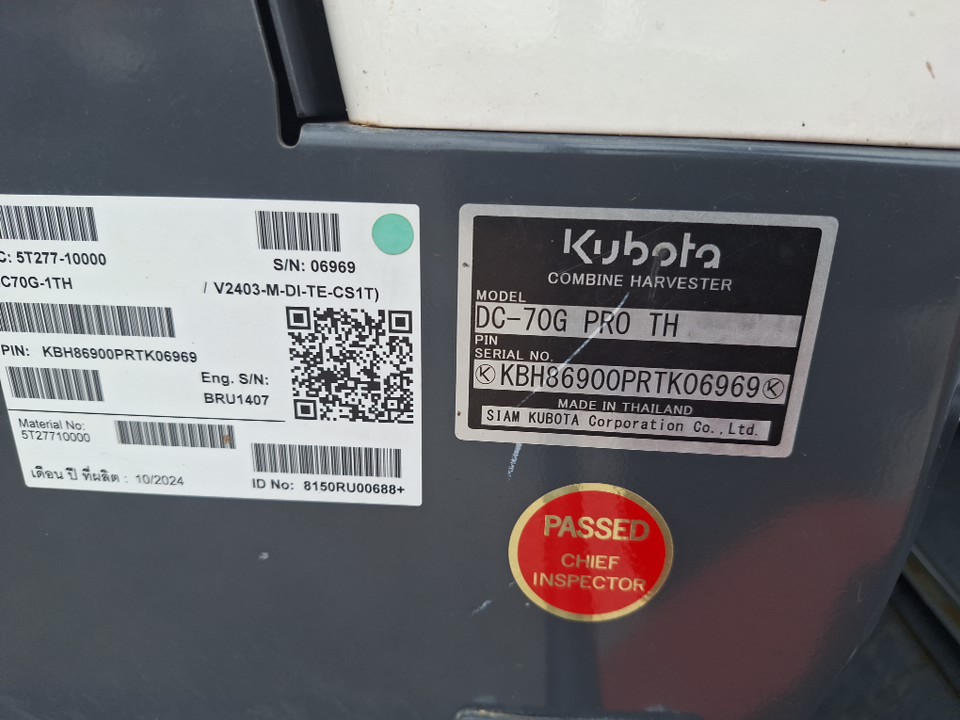 C: 5T277-10000
S/N: 06969
C70G-1TH
/ V2403-M-DI-TE-CS1T)
PIN: KBH86900PRTK06969
Eng. S/N:
BRU1407
Material No:
5T27710000
เดือน ปี ที่ผลิต : 10/2024
ID No: 8150RU00688+
Kubota
COMBINE HARVESTER
MODEL
DC-70G PRO TH
PIN
SERIAL NO.
K KBH86900PRTK06969 K
MADE IN THAILAND
SIAM KUBOTA Corporation Co.,Ltd.
PASSED
CHIEF
INSPECTOR